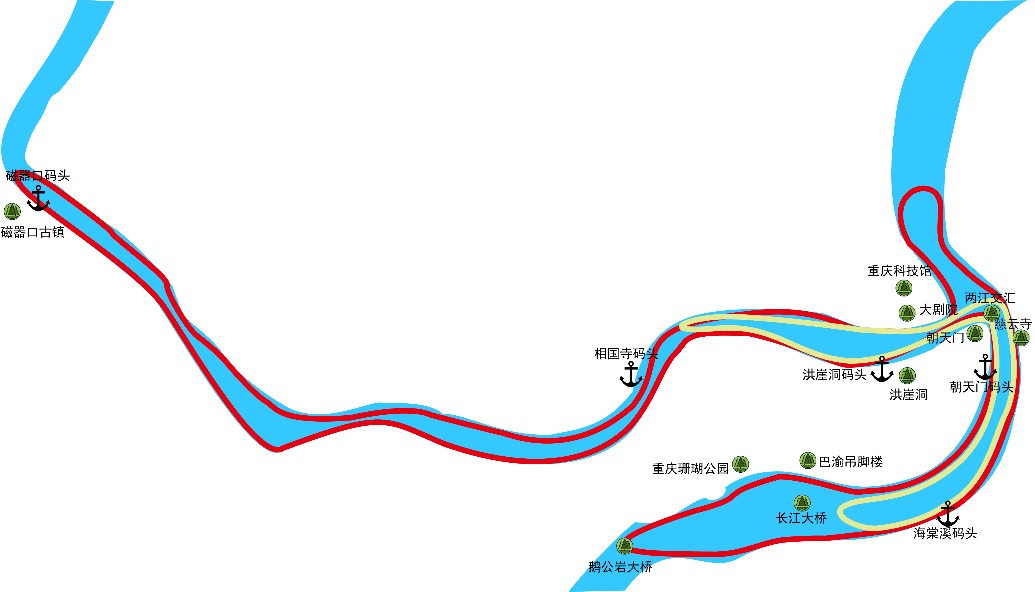 磁器口码头
磁器口古镇
重庆科技馆
两江交汇
大剧院
慈云寺
朝天门
相国寺码头
洪崖洞码头
朝天门码头
洪崖洞
重庆珊瑚公园
巴渝吊脚楼
长江大桥
海棠溪码头
鹅公岩大桥